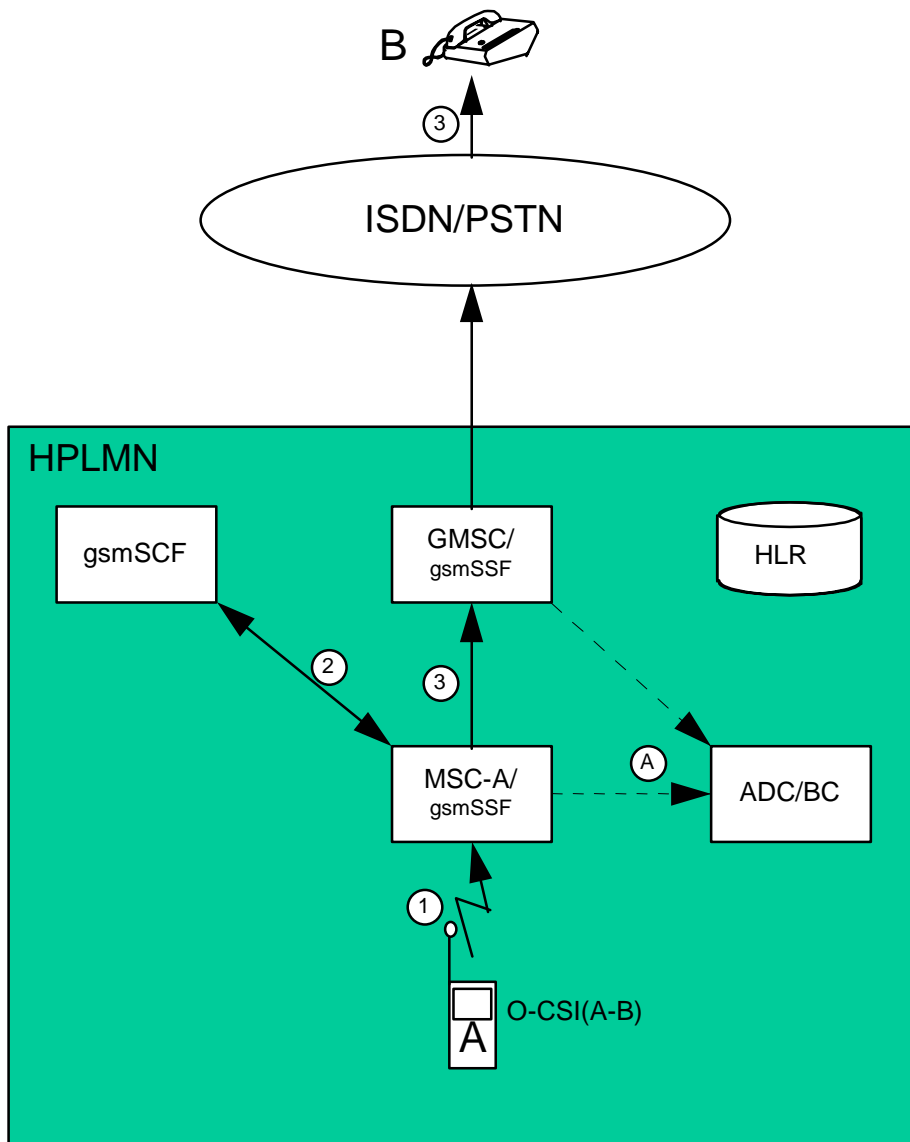 B
3
ISDN/PSTN
HPLMN
gsmSCF
GMSC/
gsmSSF
HLR
2
3
MSC-A/
gsmSSF
A
ADC/BC
1
O-CSI(A-B)
A